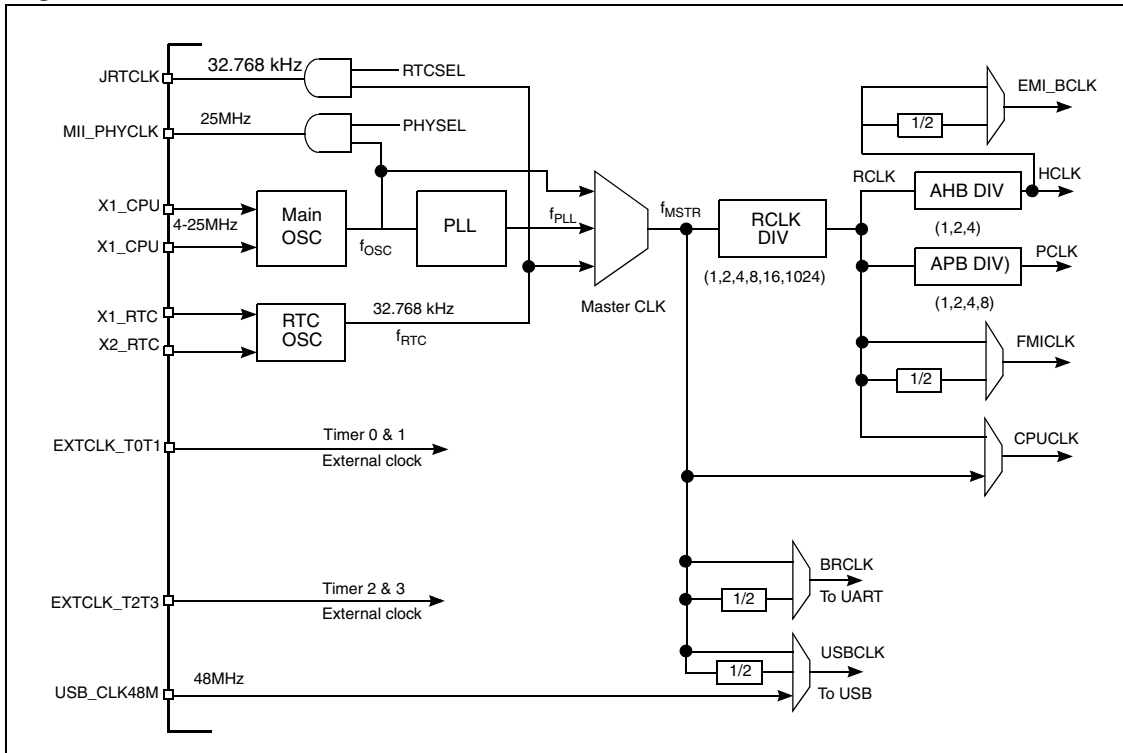 JRTCLK
32.768 kHz
RTCSEL
MII_PHYCLK
25MHz
PHYSEL
X1_CPU
4-25MHz
X1_CPU
Main
OSC
fOSC
PLL
fPLL
X1_RTC
X2_RTC
RTC
OSC
32.768 kHz
fRTC
Master CLK
fMSTR
RCLK
DIV
(1,2,4,8,16,1024)
RCLK
EMI_BCLK
1/2
AHB DIV
HCLK
(1,2,4)
APB DIV)
PCLK
(1,2,4,8)
FMICLK
1/2
CPUCLK
EXTCLK_T0T1
Timer 0 & 1
External clock
EXTCLK_T2T3
Timer 2 & 3
External clock
BRCLK
1/2
To UART
USBCLK
1/2
To USB
USB_CLK48M
48MHz